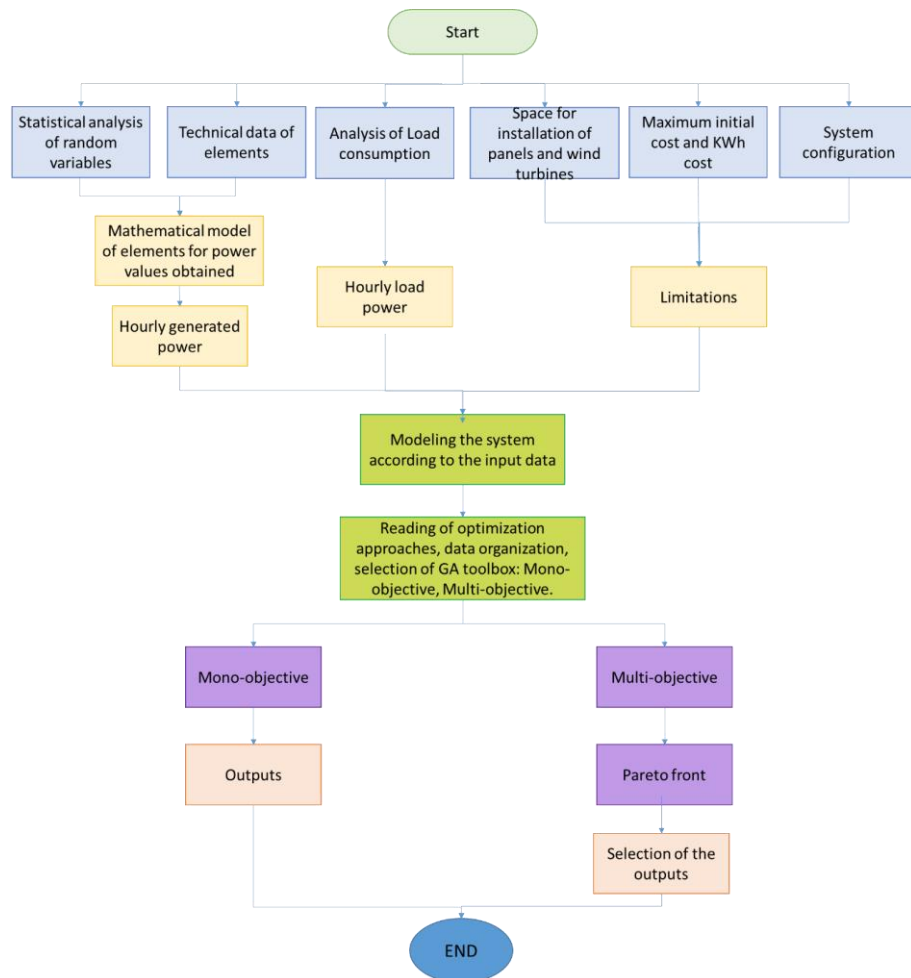 Start
Statistical analysis
of random
variables
Technical data of
elements
Analysis of Load
consumption
Space for
installation of
panels and wind
turbines
Maximum initial
cost and KWh
cost
System
configuration
Mathematical model
of elements for power
values obtained
Hourly load
power
Limitations
Hourly generated
power
Modeling the system
according to the input data
Reading of optimization
approaches, data organization,
selection of GA toolbox: Mono-
objective, Multi-objective.
Mono-objective
Multi-objective
Outputs
Pareto front
Selection of the
outputs
END